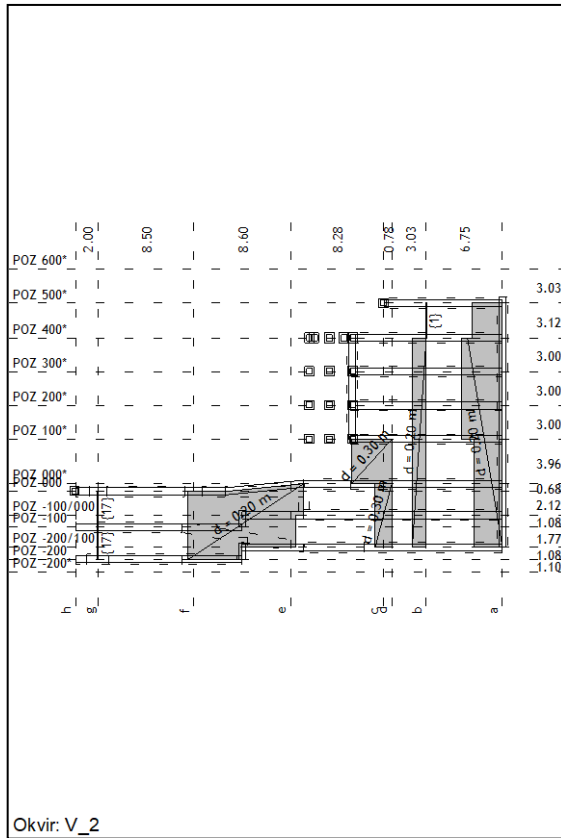 2.00
8.50
8.60
8.28
0.78
3.03
6.75
POZ 600*
3.03
POZ 500*
3.12
{1}
POZ 400*
3.00
POZ 300*
3.00
POZ 200*
3.00
POZ 100*
d = 0.30 m
d = 0.20 m
d = 0.20 m
3.96
POZ 000*
0.68
{17}
POZ -100/000
d = 0.20 m
d = 0.30 m
2.12
POZ -100
1.08
POZ -200/100
{17}
1.77
POZ -200
1.08
POZ -200*
1.10
h
g
f
e
c
d
b
a
Okvir: V_2